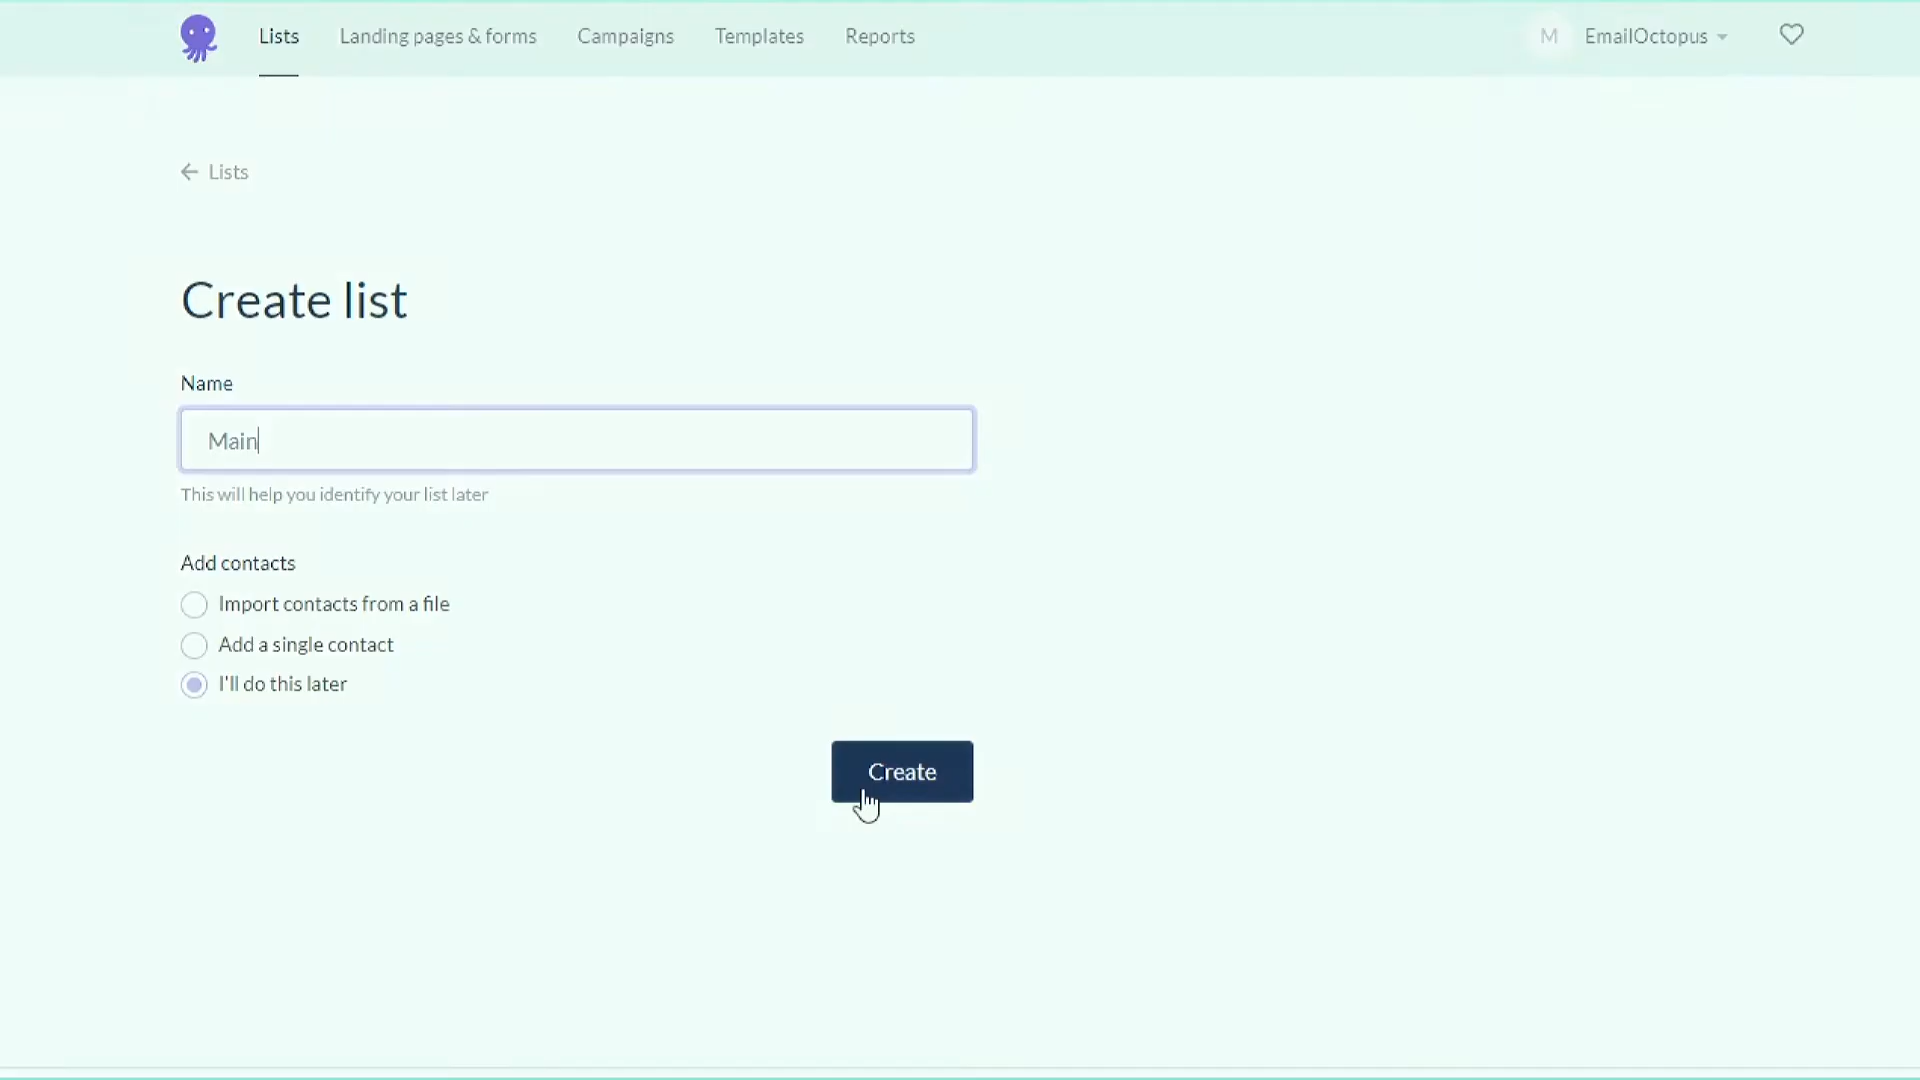 Lists Landing pages & forms Campaigns Templates Reports M EmailOctopus
Lists
Create list
Name
Main
This will help you identify your list later
Add contacts
Import contacts from a file
Add a single contact
I'll do this later
Create